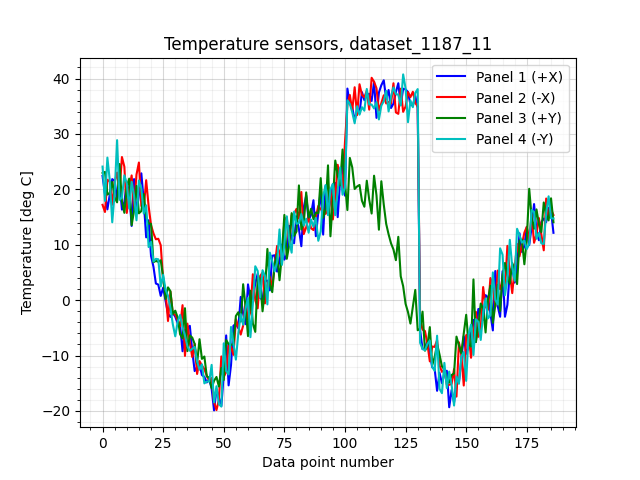 Temperature sensors, dataset_1187_11
Temperature [deg C]
40
30
20
10
0
−10
−20
Panel 1 (+X)
Panel 2 (-X)
Panel 3 (+Y)
Panel 4 (-Y)
0 25 50 75 100 125 150 175
Data point number